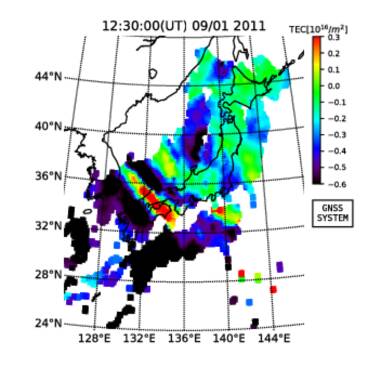 12:30:00(UT) 09/01 2011
TEC[10¹⁶/m²]
44°N
40°N
36°N
32°N
28°N
24°N
128°E 132°E 136°E 140°E 144°E
0.3
0.2
0.1
0.0
−0.1
−0.2
−0.3
−0.4
−0.5
−0.6
GNSS
SYSTEM